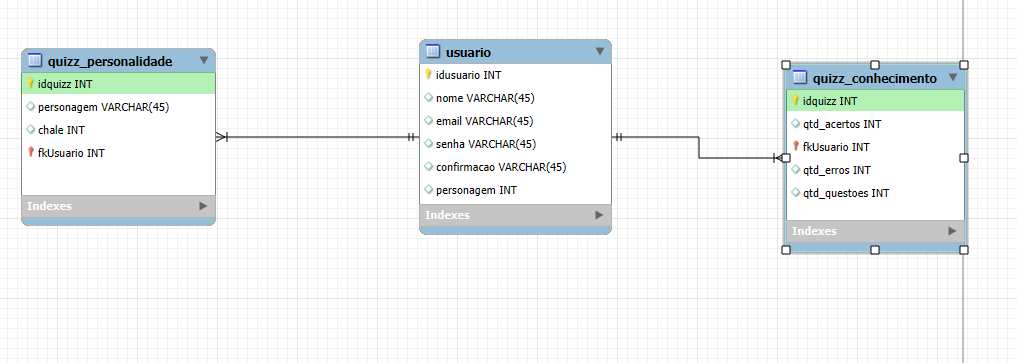 quizz_personalidade
idquizz INT
personagem VARCHAR(45)
chale INT
fkUsuario INT
Indexes
usuario
idusuario INT
nome VARCHAR(45)
email VARCHAR(45)
senha VARCHAR(45)
confirmacao VARCHAR(45)
personagem INT
Indexes
quizz_conhecimento
idquizz INT
qtd_acertos INT
fkUsuario INT
qtd_erros INT
qtd_questoes INT
Indexes